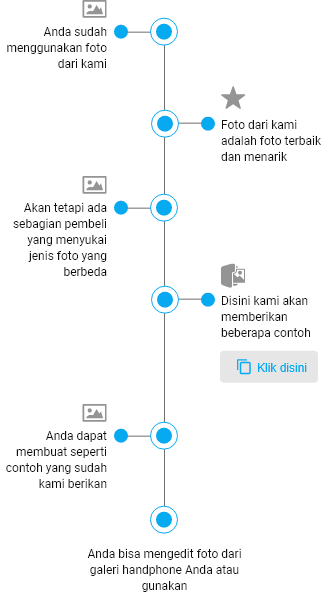 Anda sudah
menggunakan foto
dari kami
Foto dari kami
adalah foto terbaik
dan menarik
Akan tetapi ada
sebagian pembeli
yang menyukai
jenis foto yang
berbeda
Disini kami akan
memberikan
beberapa contoh
Klik disini
Anda dapat
membuat seperti
contoh yang sudah
kami berikan
Anda bisa mengedit foto dari
galeri handphone Anda atau
gunakan